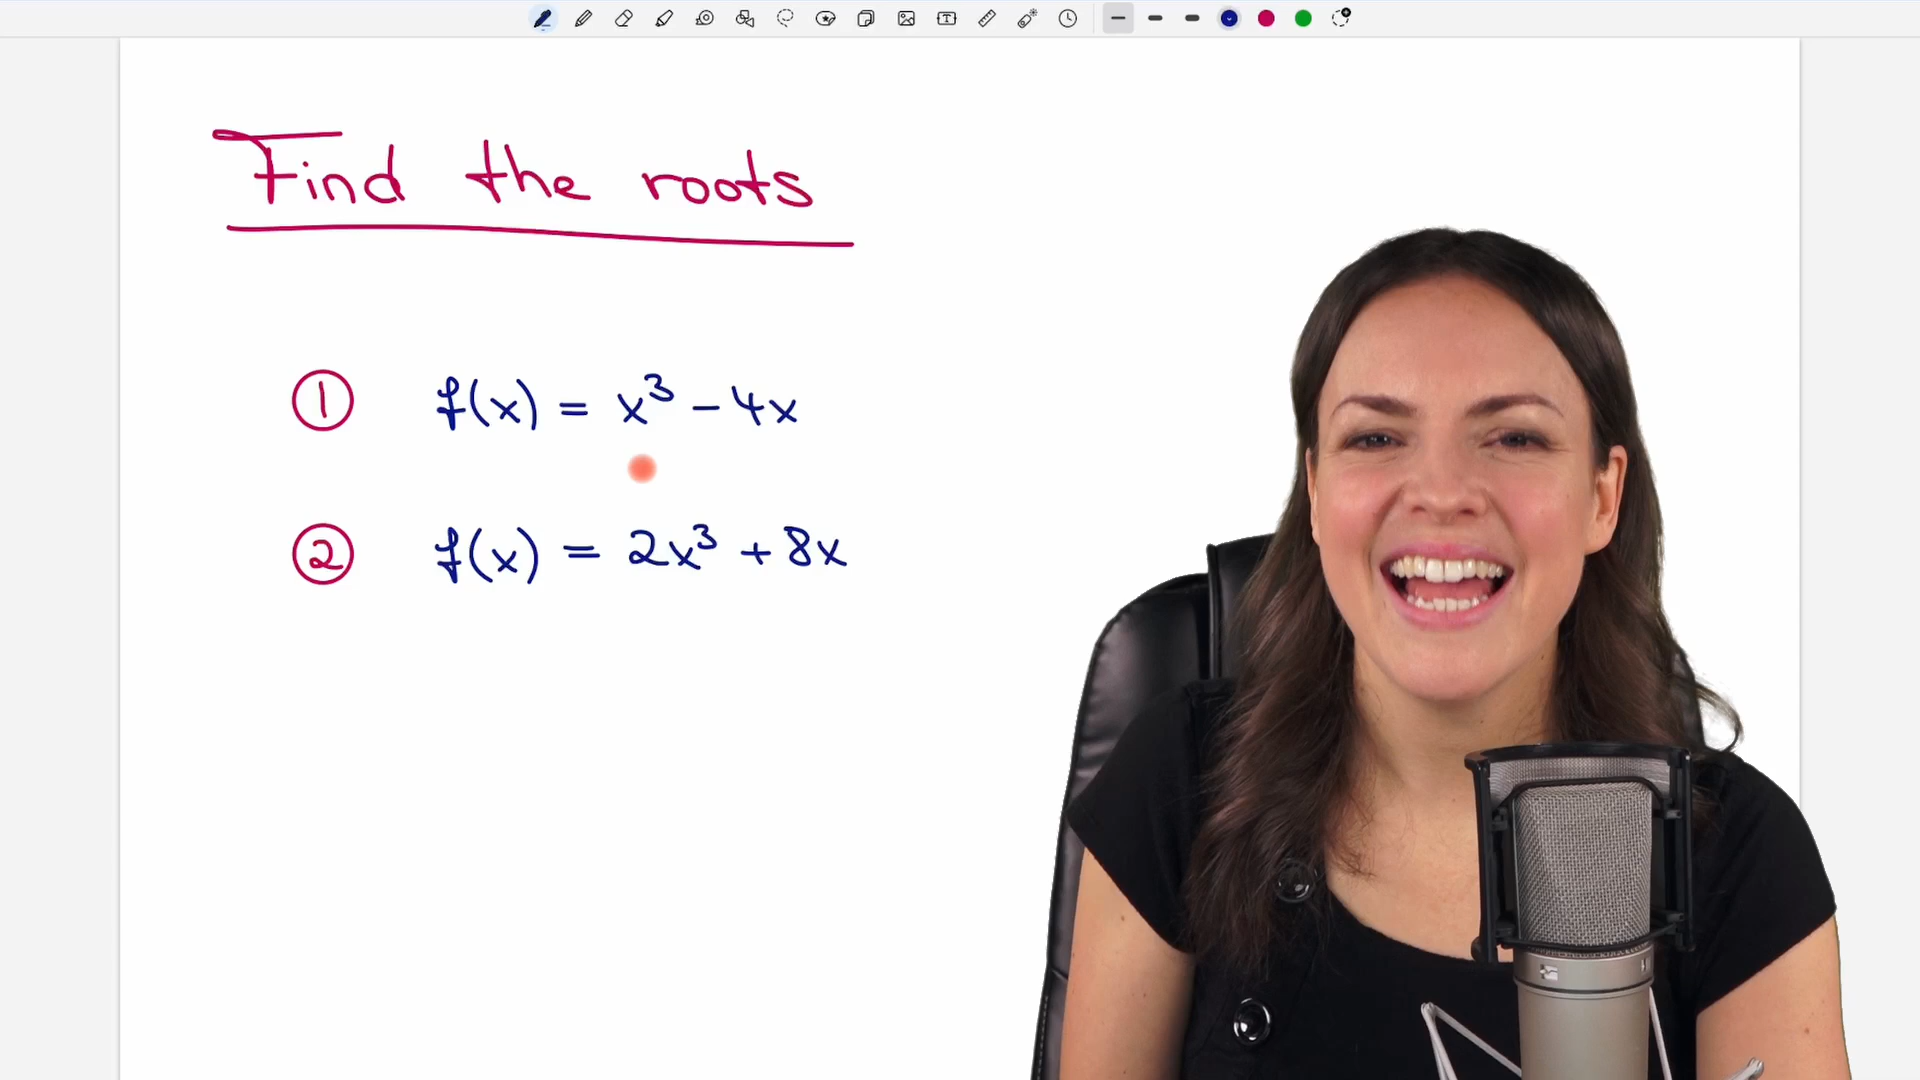 Find the roots
① f(x) = x³ − 4x
② f(x) = 2x³ + 8x